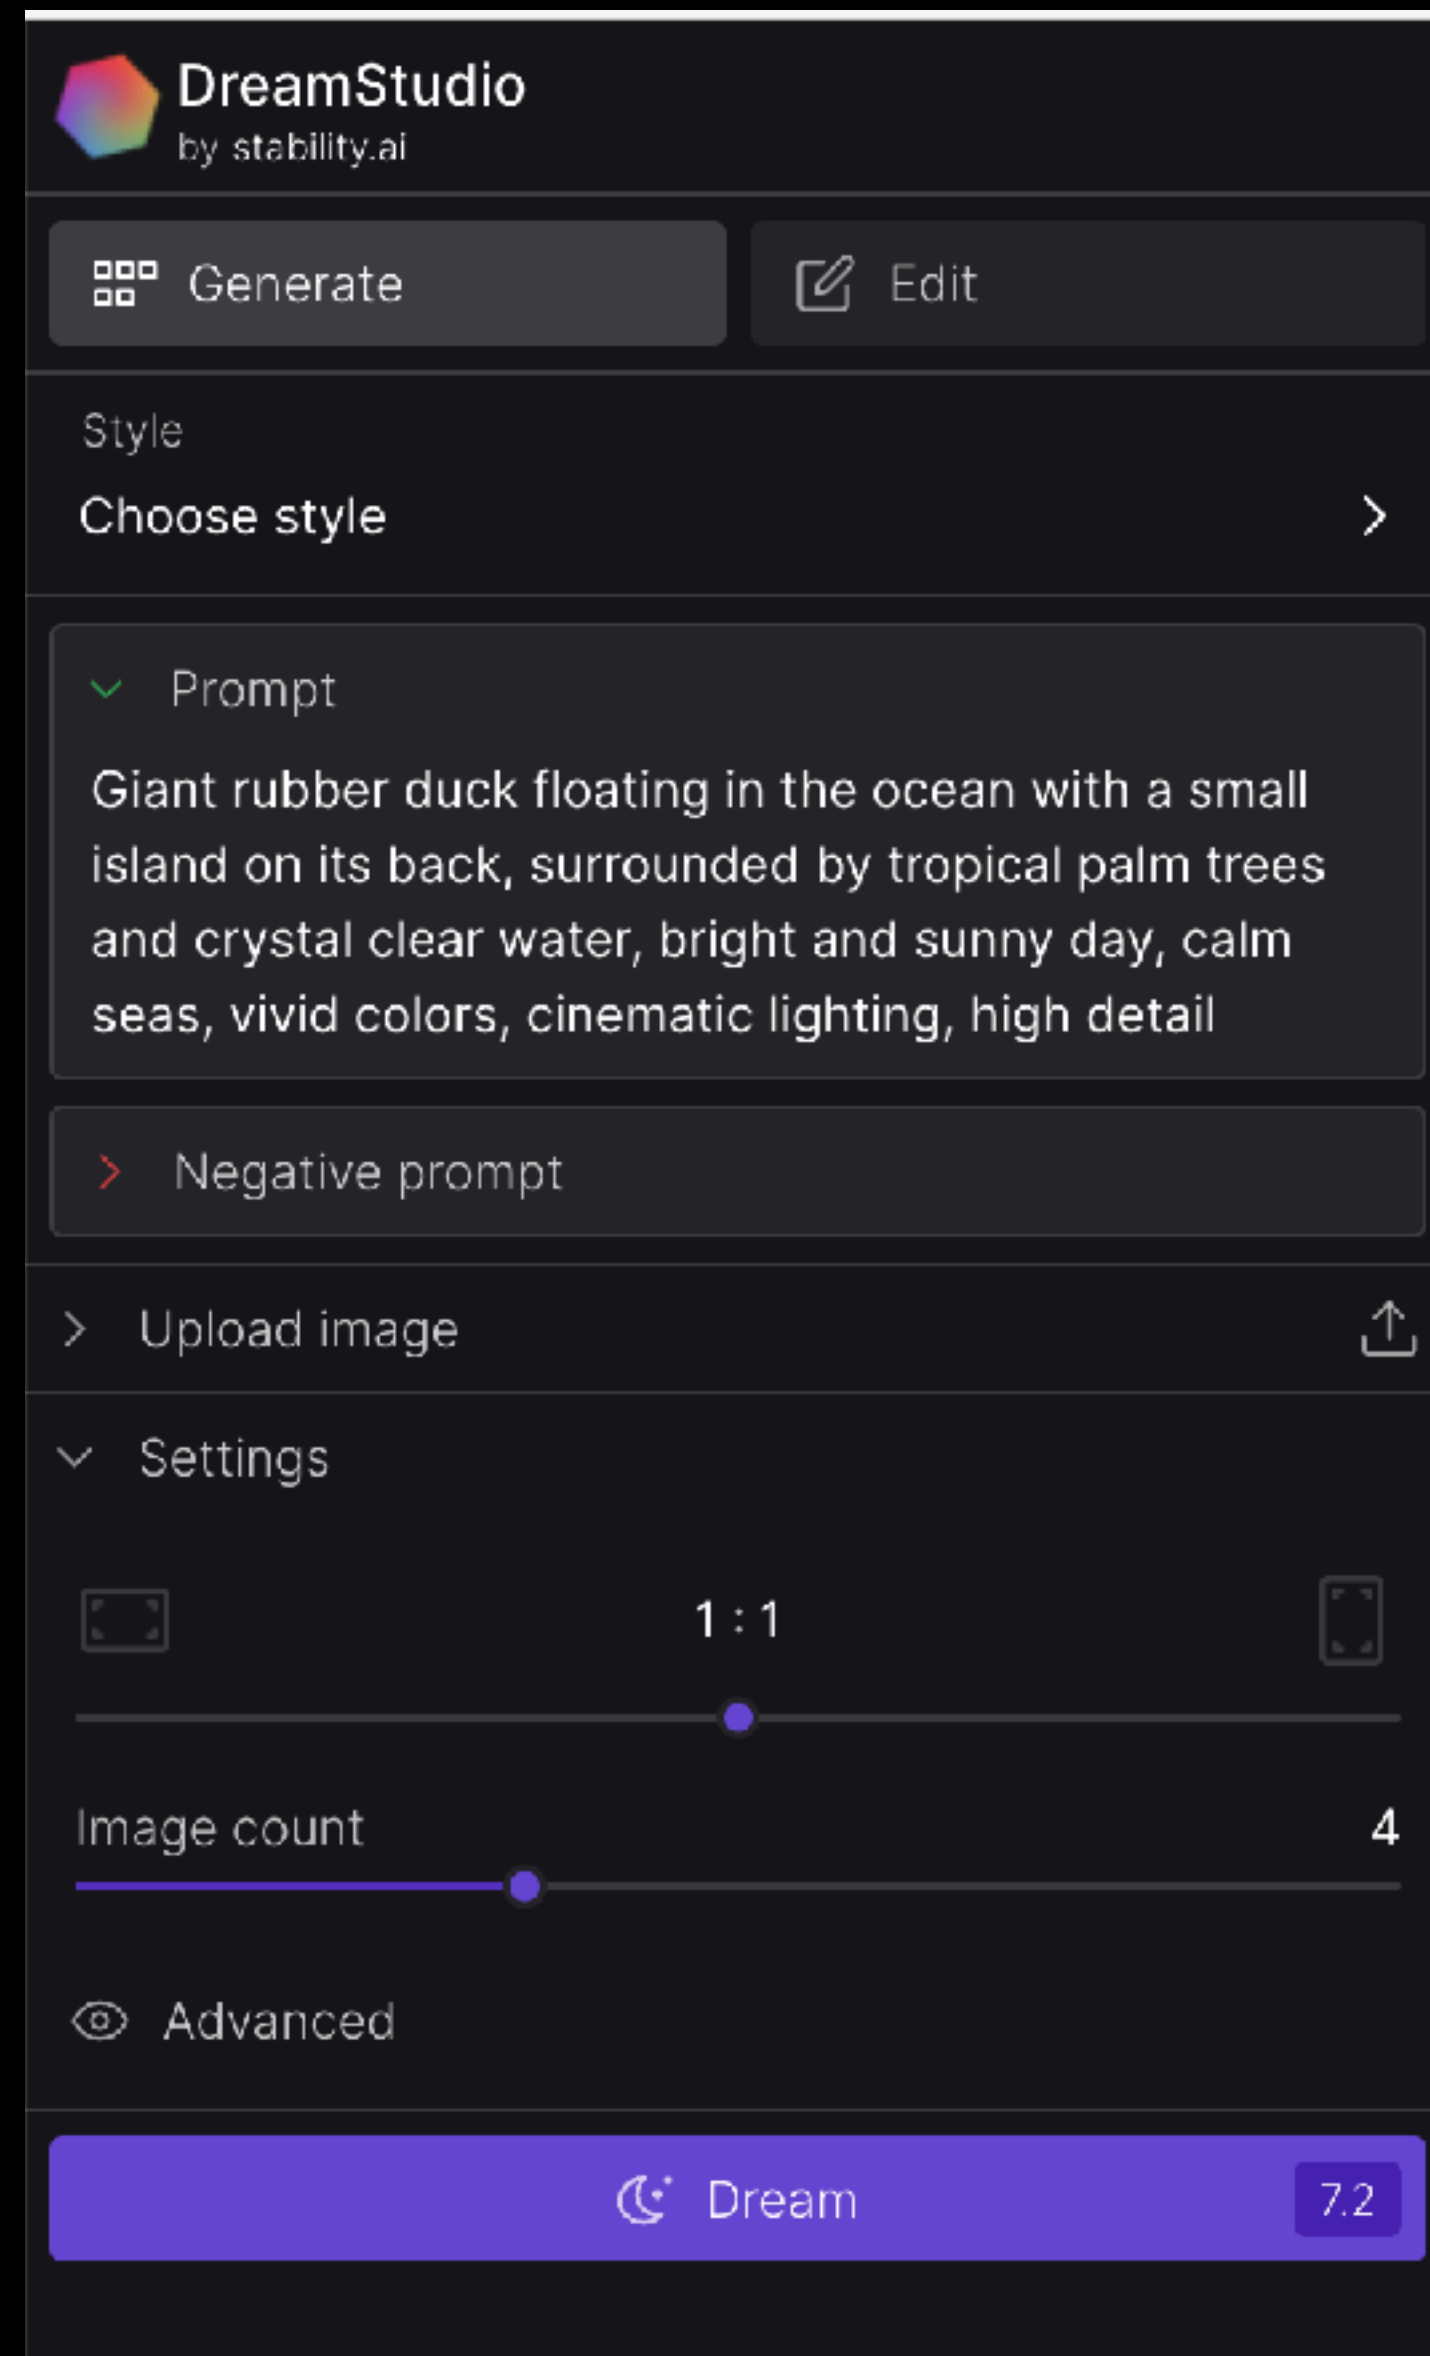 DreamStudio
by stability.ai
Generate
Edit
Style
Choose style
Prompt
Giant rubber duck floating in the ocean with a small
island on its back, surrounded by tropical palm trees
and crystal clear water, bright and sunny day, calm
seas, vivid colors, cinematic lighting, high detail
Negative prompt
Upload image
Settings
1 : 1
Image count
4
Advanced
Dream
7.2